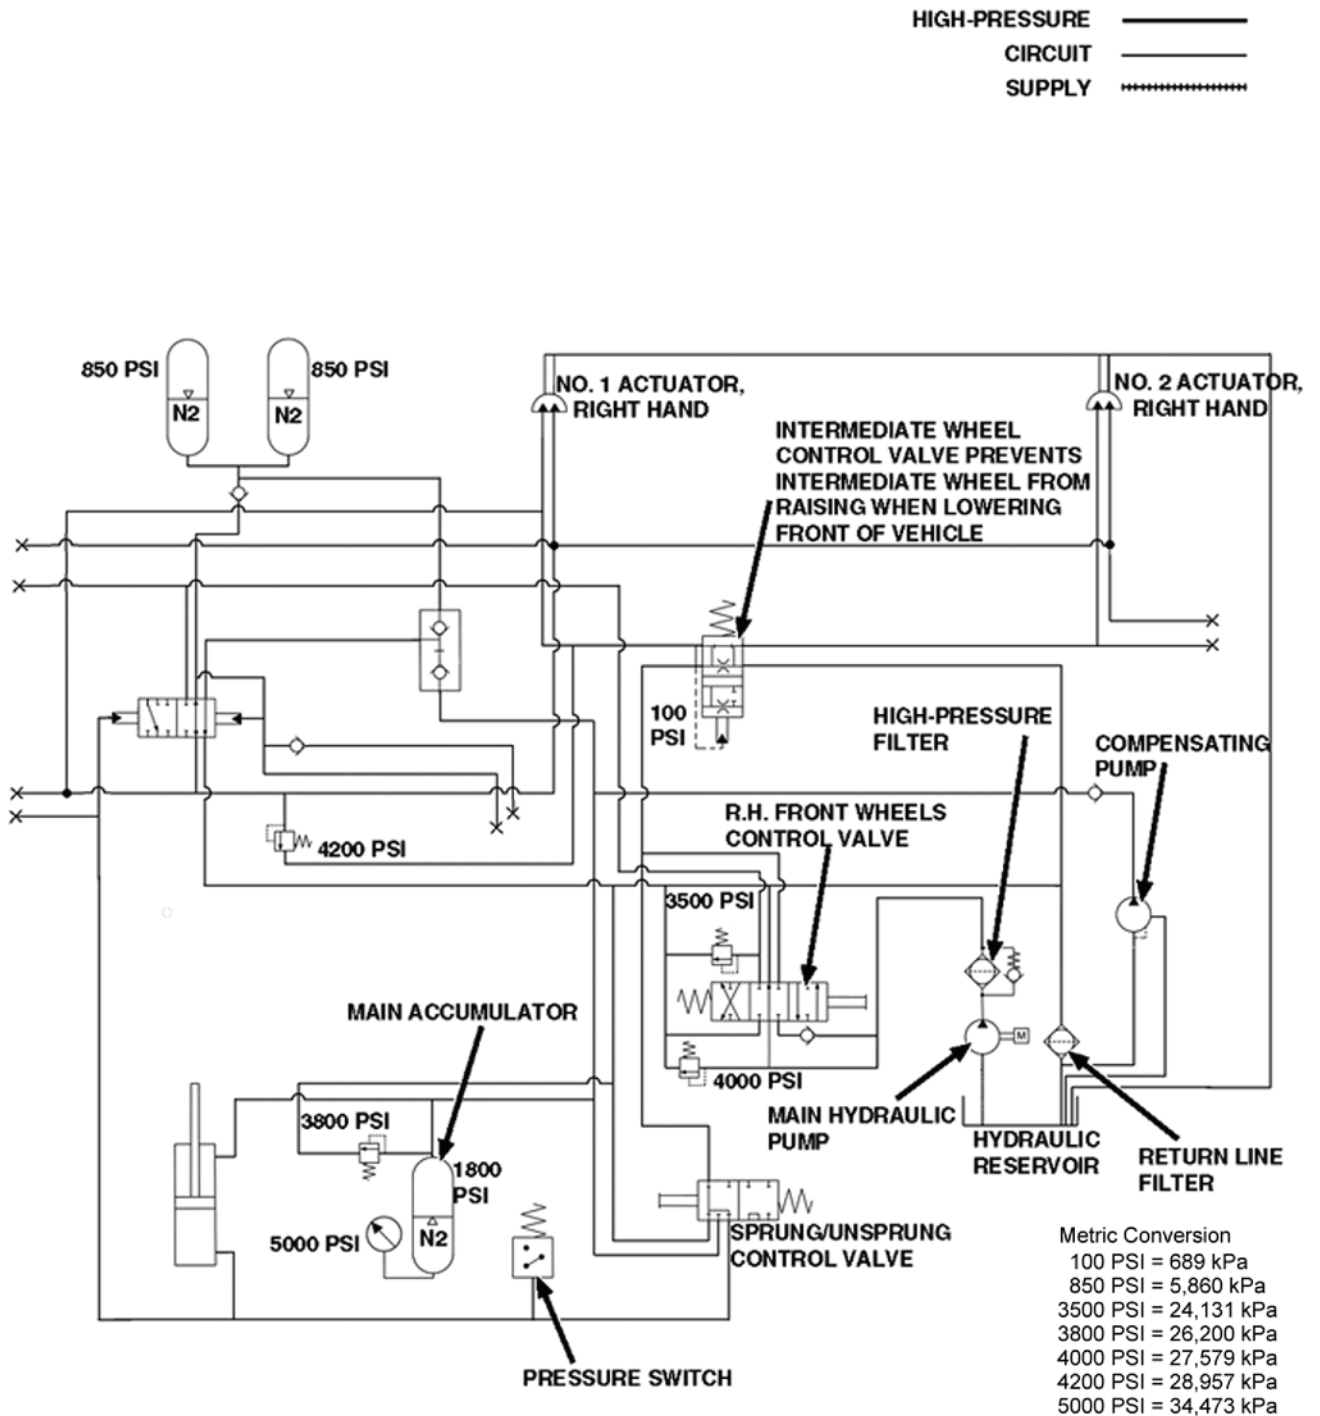 HIGH-PRESSURE
CIRCUIT
SUPPLY
850 PSI
850 PSI
N2
N2
NO. 1 ACTUATOR,
RIGHT HAND
NO. 2 ACTUATOR,
RIGHT HAND
INTERMEDIATE WHEEL
CONTROL VALVE PREVENTS
INTERMEDIATE WHEEL FROM
RAISING WHEN LOWERING
FRONT OF VEHICLE
100
PSI
HIGH-PRESSURE
FILTER
COMPENSATING
PUMP
R.H. FRONT WHEELS
CONTROL VALVE
4200 PSI
3500 PSI
MAIN ACCUMULATOR
M
4000 PSI
3800 PSI
MAIN HYDRAULIC
PUMP
HYDRAULIC
RESERVOIR
RETURN LINE
FILTER
1800
PSI
N2
5000 PSI
SPRUNG/UNSPRUNG
CONTROL VALVE
PRESSURE SWITCH
Metric Conversion
100 PSI = 689 kPa
850 PSI = 5,860 kPa
3500 PSI = 24,131 kPa
3800 PSI = 26,200 kPa
4000 PSI = 27,579 kPa
4200 PSI = 28,957 kPa
5000 PSI = 34,473 kPa